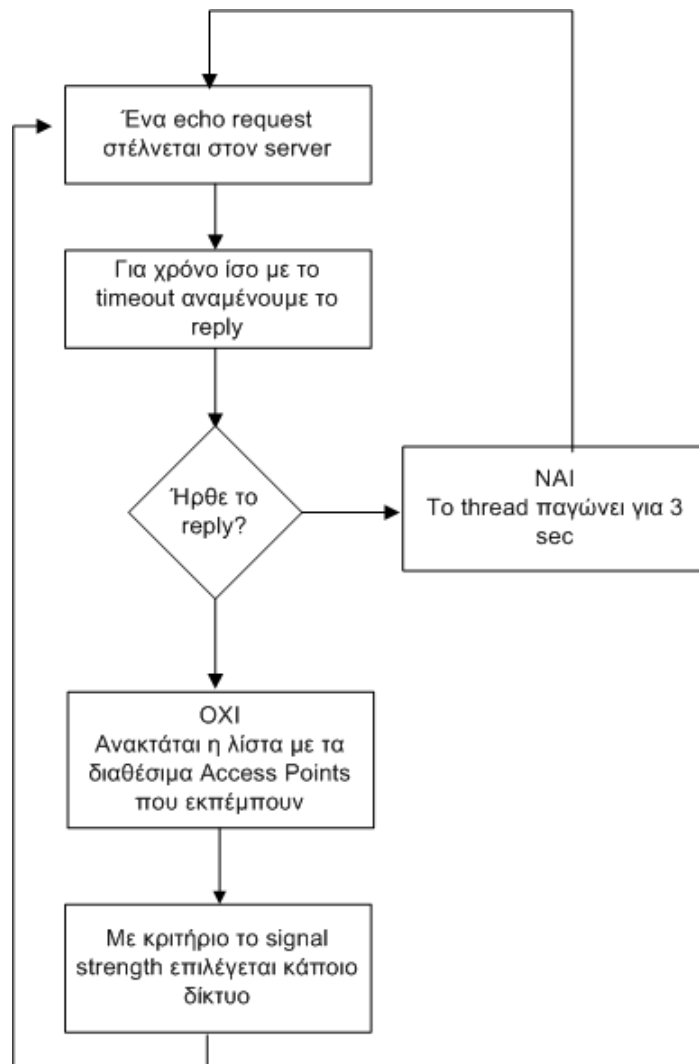 Ένα echo request
στέλνεται στον server
Για χρόνο ίσο με το
timeout αναμένουμε το
reply
Ήρθε το
reply?
ΝΑΙ
Το thread παγώνει για 3
sec
ΟΧΙ
Ανακτάται η λίστα με τα
διαθέσιμα Access Points
που εκπέμπουν
Με κριτήριο το signal
strength επιλέγεται κάποιο
δίκτυο